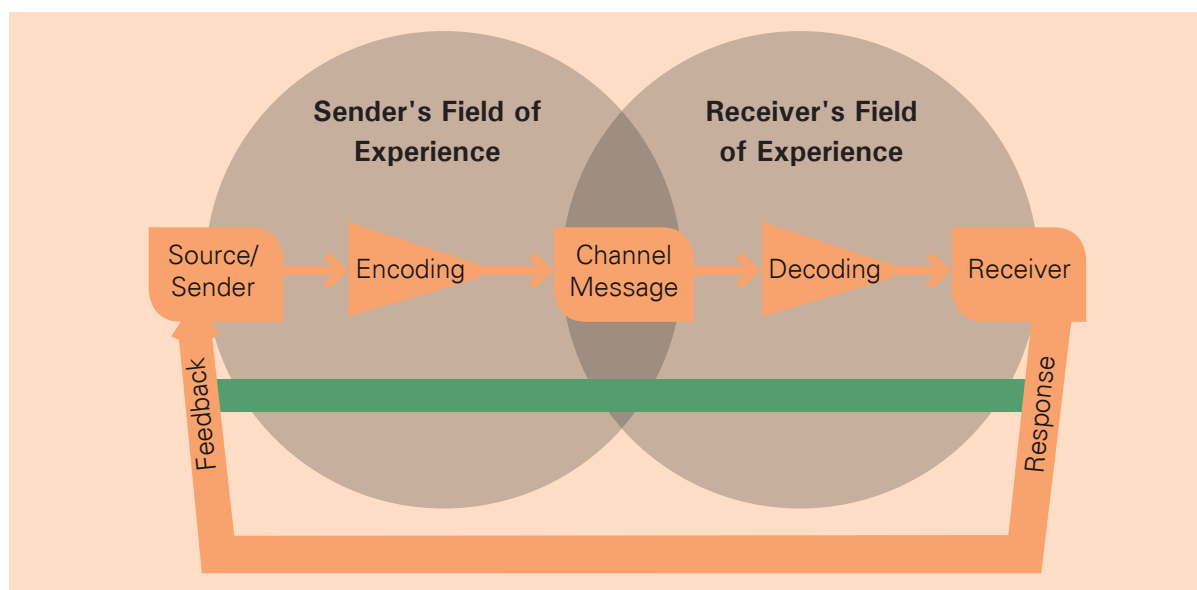 Sender's Field of
Experience
Receiver's Field
of Experience
Source/
Sender
Encoding
Channel
Message
Decoding
Receiver
Feedback
Response